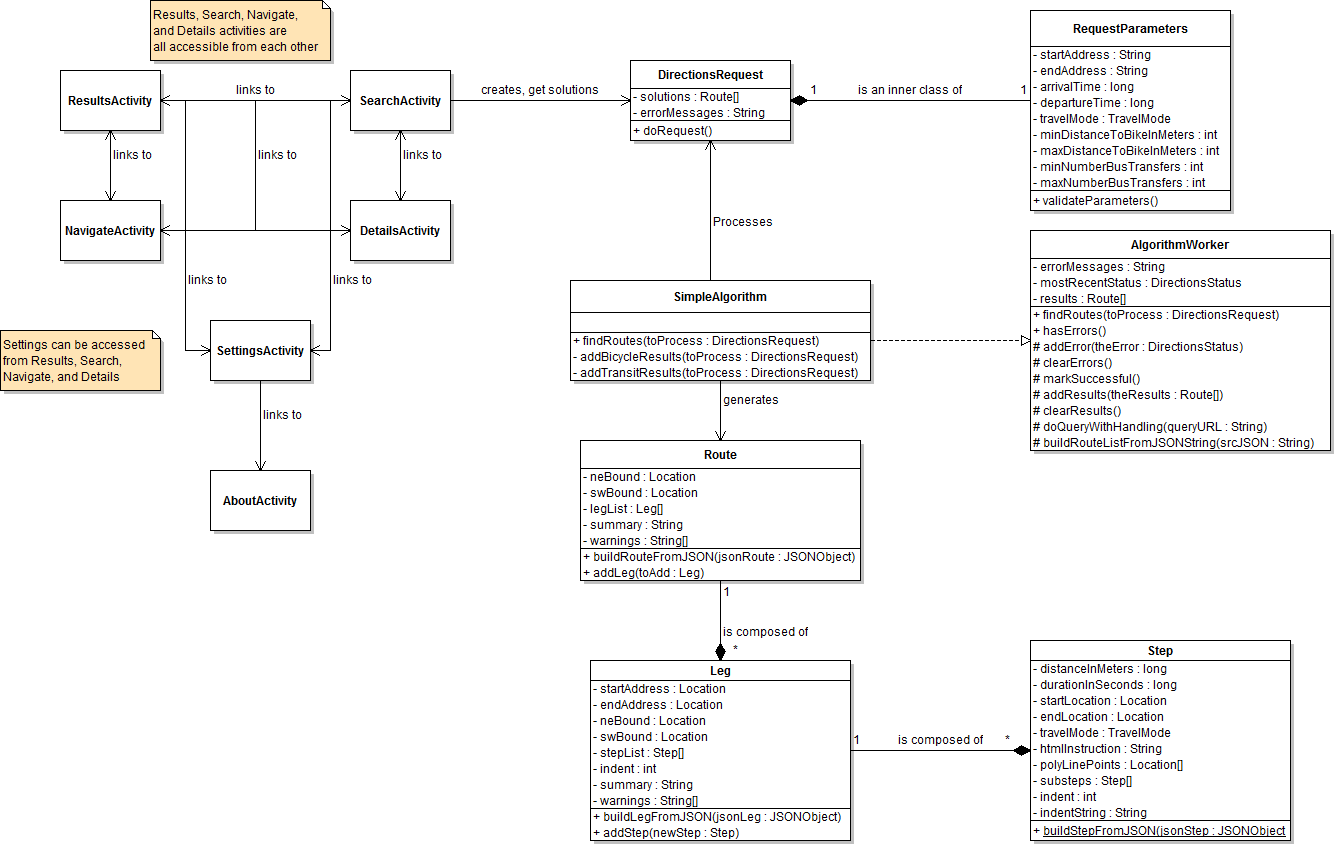 Results, Search, Navigate,
and Details activities are
all accessible from each other
ResultsActivity
links to
SearchActivity
links to
links to
links to
NavigateActivity
DetailsActivity
links to
links to
Settings can be accessed
from Results, Search,
Navigate, and Details
SettingsActivity
links to
AboutActivity
creates, get solutions
DirectionsRequest
- solutions : Route[]
- errorMessages : String
+ doRequest()
1
is an inner class of
1
RequestParameters
- startAddress : String
- endAddress : String
- arrivalTime : long
- departureTime : long
- travelMode : TravelMode
- minDistanceToBikeInMeters : int
- maxDistanceToBikeInMeters : int
- minNumberBusTransfers : int
- maxNumberBusTransfers : int
+ validateParameters()
Processes
SimpleAlgorithm
+ findRoutes(toProcess : DirectionsRequest)
- addBicycleResults(toProcess : DirectionsRequest)
- addTransitResults(toProcess : DirectionsRequest)
AlgorithmWorker
- errorMessages : String
- mostRecentStatus : DirectionsStatus
- results : Route[]
+ findRoutes(toProcess : DirectionsRequest)
+ hasErrors()
# addError(theError : DirectionsStatus)
# clearErrors()
# markSuccessful()
# addResults(theResults : Route[])
# clearResults()
# doQueryWithHandling(queryURL : String)
# buildRouteListFromJSONString(srcJSON : String)
generates
Route
- neBound : Location
- swBound : Location
- legList : Leg[]
- summary : String
- warnings : String[]
+ buildRouteFromJSON(jsonRoute : JSONObject)
+ addLeg(toAdd : Leg)
1
is composed of
*
Leg
- startAddress : Location
- endAddress : Location
- neBound : Location
- swBound : Location
- stepList : Step[]
- indent : int
- summary : String
- warnings : String[]
+ buildLegFromJSON(jsonLeg : JSONObject)
+ addStep(newStep : Step)
1
is composed of
*
Step
- distanceInMeters : long
- durationInSeconds : long
- startLocation : Location
- endLocation : Location
- travelMode : TravelMode
- htmlInstruction : String
- polyLinePoints : Location[]
- substeps : Step[]
- indent : int
- indentString : String
+ buildStepFromJSON(jsonStep : JSONObject